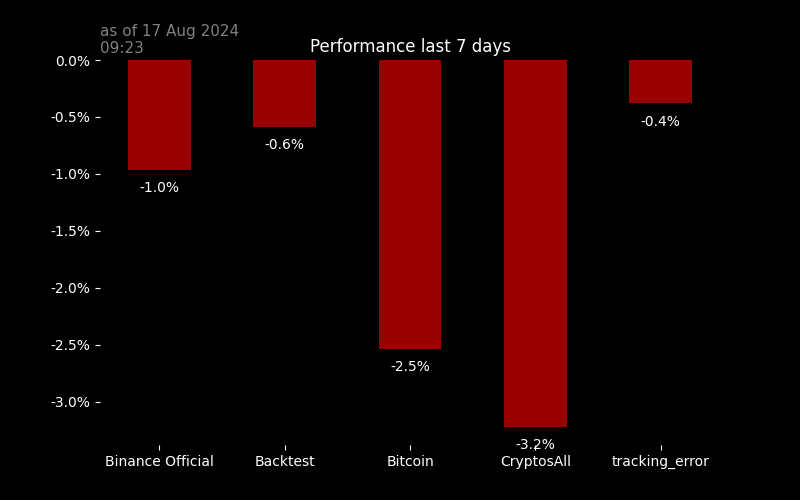 as of 17 Aug 2024
09:23
Performance last 7 days
0.0%
-0.5%
-1.0%
-1.5%
-2.0%
-2.5%
-3.0%
-1.0%
-0.6%
-2.5%
-3.2%
-0.4%
Binance Official
Backtest
Bitcoin
CryptosAll
tracking_error